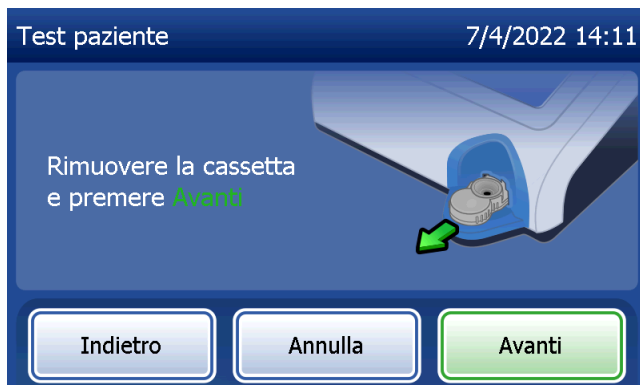 Test paziente 7/4/2022 14:11
Rimuovere la cassetta
e premere Avanti
Indietro Annulla Avanti